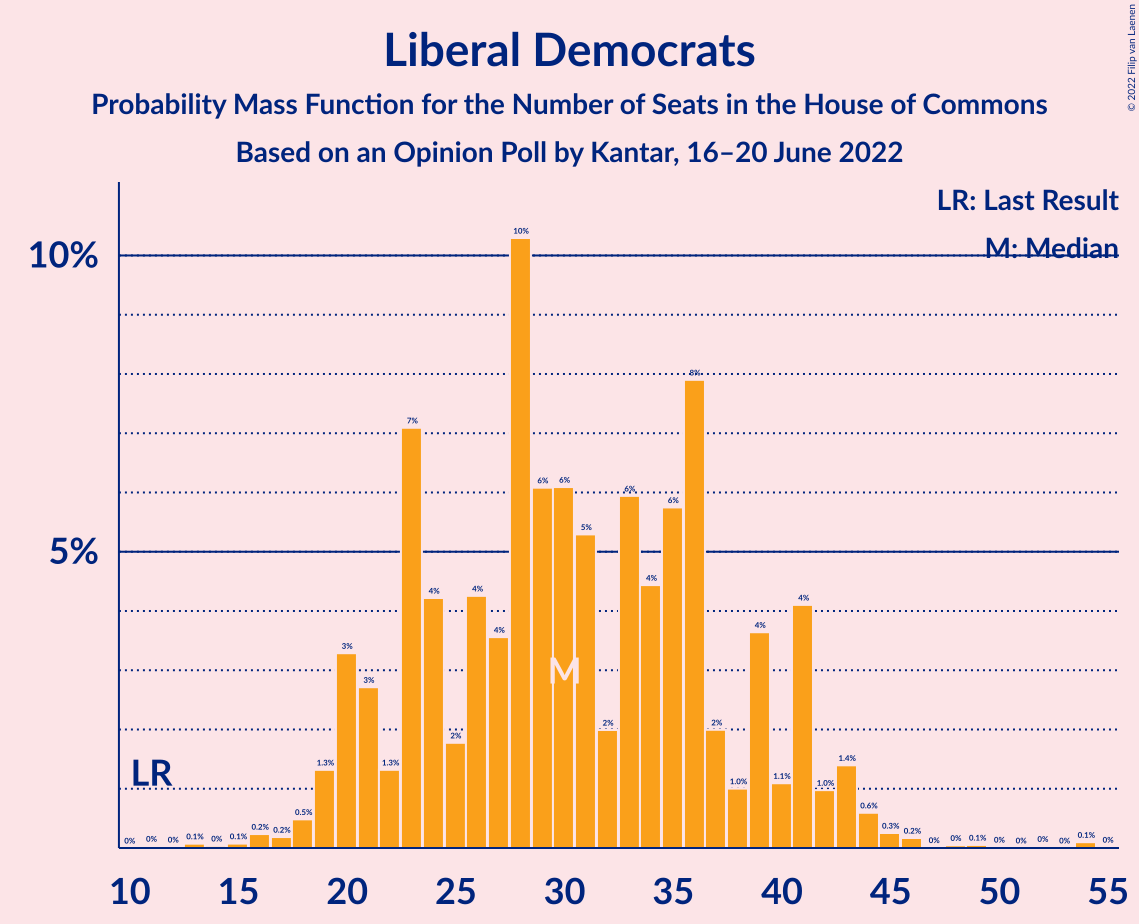 Liberal Democrats
Probability Mass Function for the Number of Seats in the House of Commons
Based on an Opinion Poll by Kantar, 16–20 June 2022
© 2022 Filip van Laenen
LR: Last Result
M: Median
10%
5%
LR
M
0% 0% 0% 0.1% 0% 0.1% 0.2% 0.2% 0.5% 1.3% 3% 3% 1.3% 7% 4% 2% 4% 4% 10% 6% 6% 5% 2% 6% 4% 6% 8% 2% 1.0% 4% 1.1% 4% 1.0% 1.4% 0.6% 0.3% 0.2% 0% 0% 0.1% 0% 0% 0% 0% 0.1% 0%
10 15 20 25 30 35 40 45 50 55